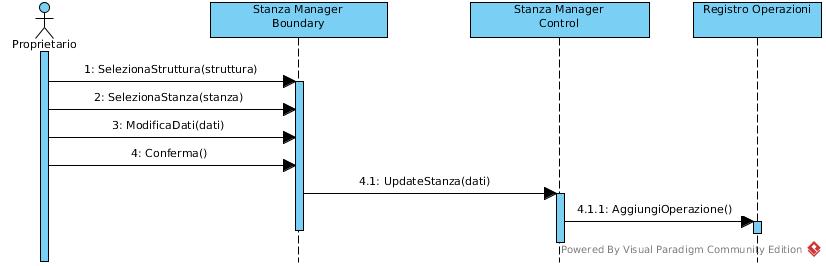 Stanza Manager
Boundary
Stanza Manager
Control
Registro Operazioni
Proprietario
1: SelezionaStruttura(struttura)
2: SelezionaStanza(stanza)
3: ModificaDati(dati)
4: Conferma()
4.1: UpdateStanza(dati)
4.1.1: AggiungiOperazione()
Powered By Visual Paradigm Community Edition